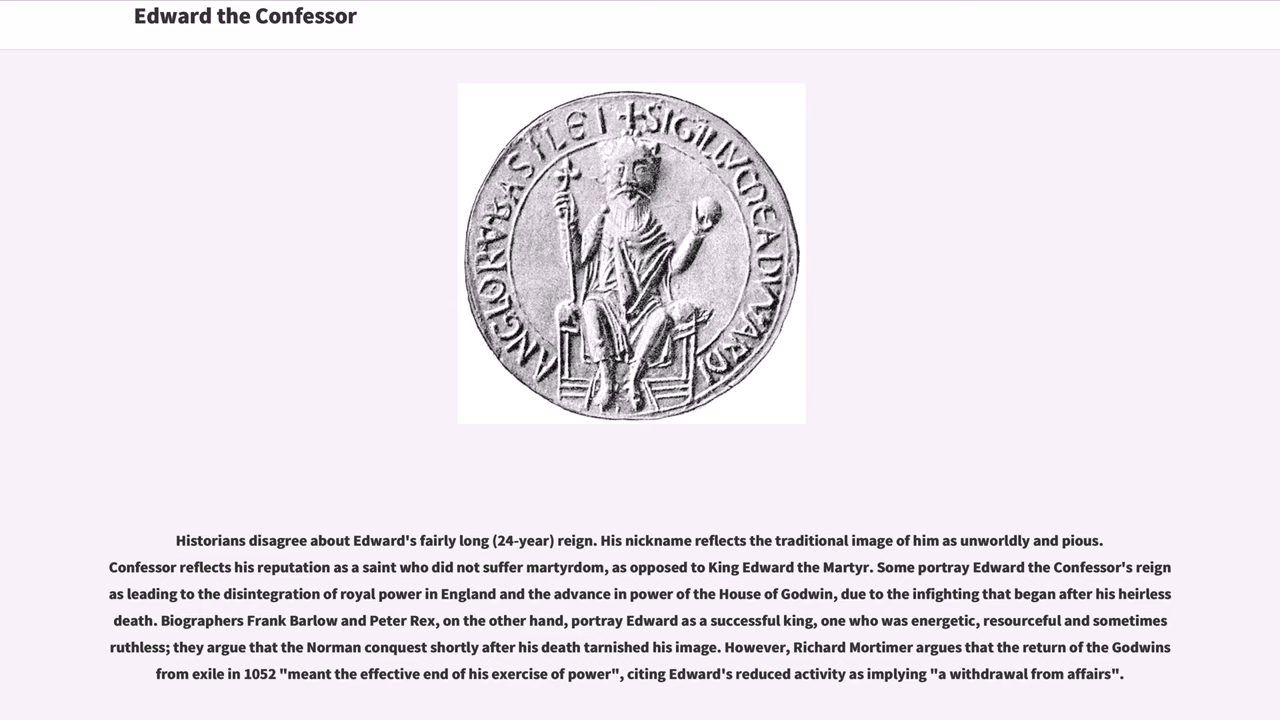 Edward the Confessor
SIGILLVM EADVVARDI ANGLORVM BASILEI
Historians disagree about Edward's fairly long (24-year) reign. His nickname reflects the traditional image of him as unworldly and pious.
Confessor reflects his reputation as a saint who did not suffer martyrdom, as opposed to King Edward the Martyr. Some portray Edward the Confessor's reign
as leading to the disintegration of royal power in England and the advance in power of the House of Godwin, due to the infighting that began after his heirless
death. Biographers Frank Barlow and Peter Rex, on the other hand, portray Edward as a successful king, one who was energetic, resourceful and sometimes
ruthless; they argue that the Norman conquest shortly after his death tarnished his image. However, Richard Mortimer argues that the return of the Godwins
from exile in 1052 "meant the effective end of his exercise of power", citing Edward's reduced activity as implying "a withdrawal from affairs".